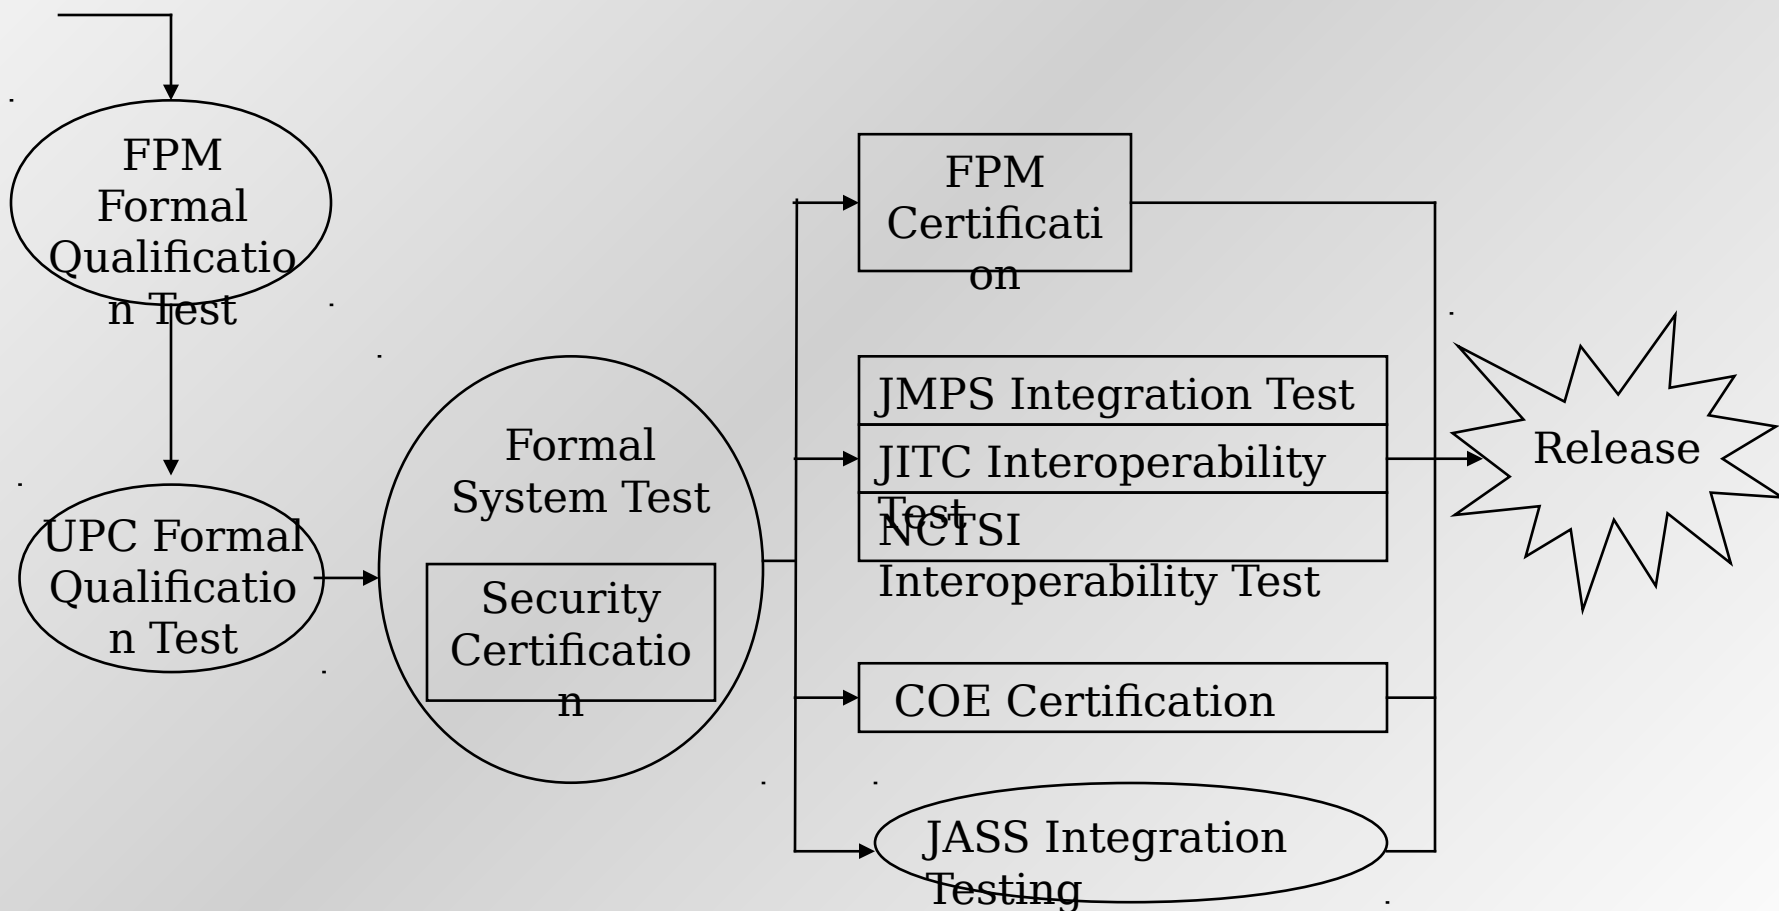 FPM
Formal
Qualificatio
n Test
UPC Formal
Qualificatio
n Test
Formal
System Test
Security
Certificatio
n
FPM
Certificati
on
JMPS Integration Test
JITC Interoperability
Test
NCTSI
Interoperability Test
COE Certification
JASS Integration
Testing
Release